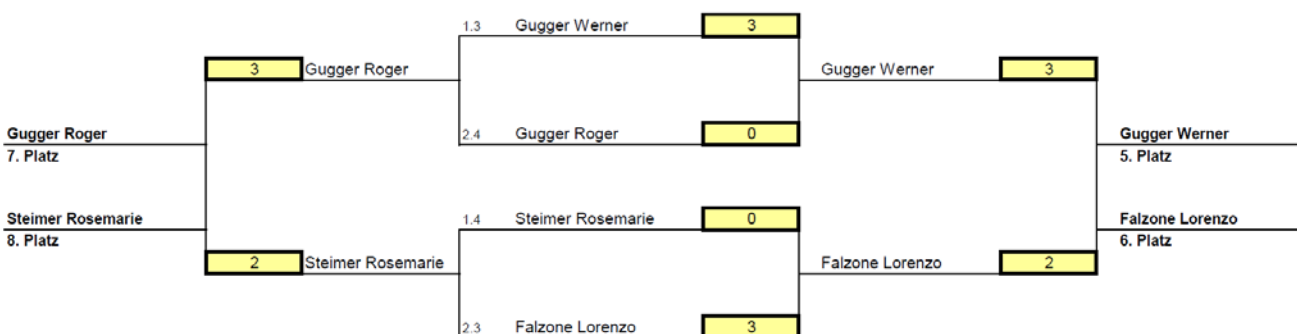 1.3 Gugger Werner 3
3 Gugger Roger Gugger Werner 3
Gugger Roger 2.4 Gugger Roger 0 Gugger Werner
7. Platz 5. Platz
Steimer Rosemarie 1.4 Steimer Rosemarie 0 Falzone Lorenzo
8. Platz 6. Platz
2 Steimer Rosemarie Falzone Lorenzo 2
2.3 Falzone Lorenzo 3